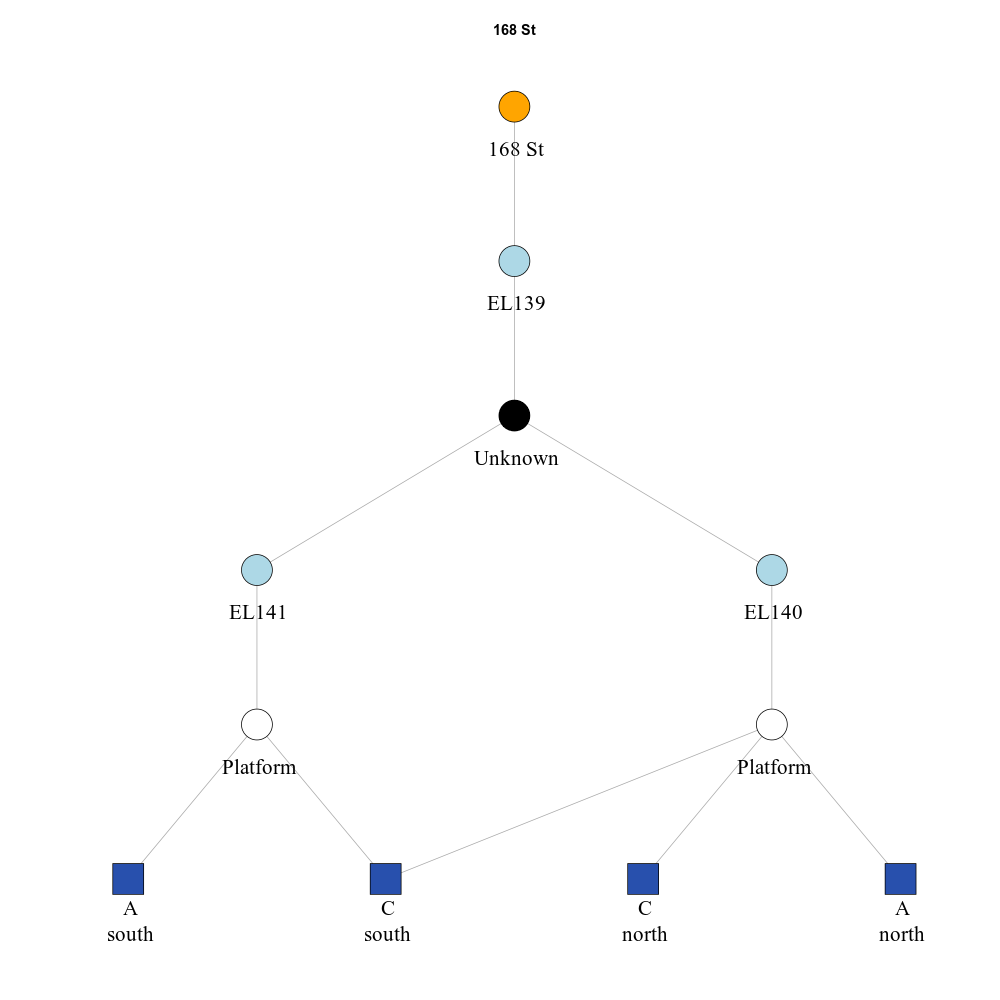 168 St
168 St
EL139
Unknown
EL141
EL140
Platform
Platform
A
south
C
south
C
north
A
north